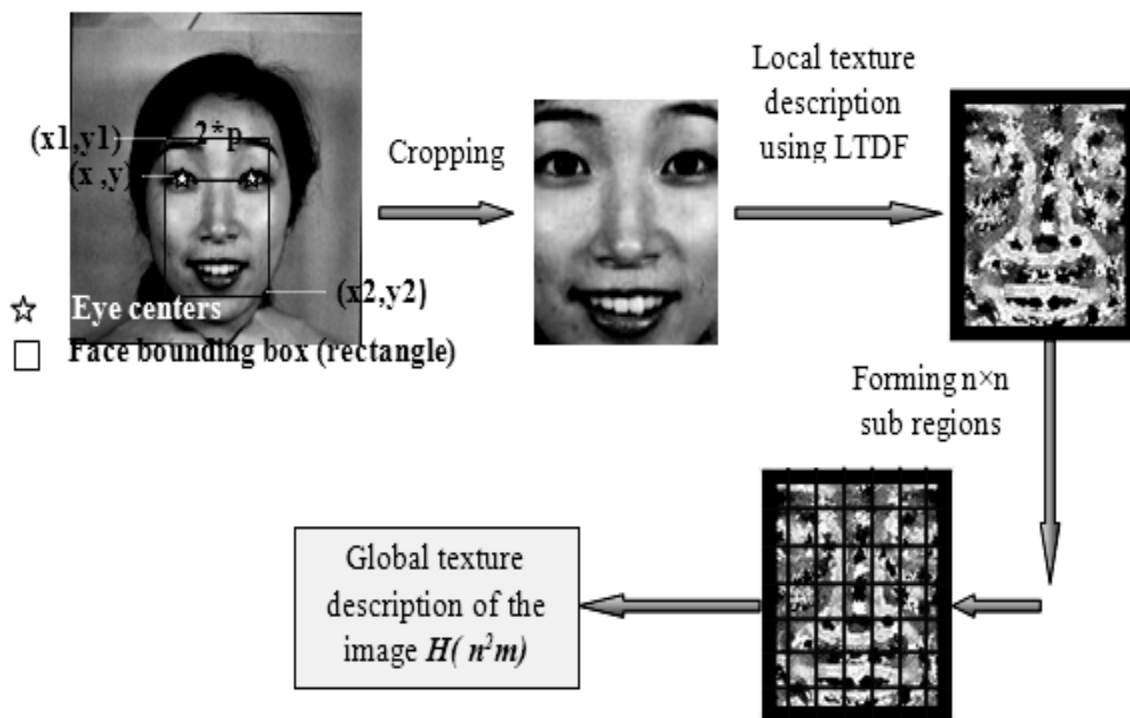 (x1,y1)
2*p
(x ,y)
(x2,y2)
Eye centers
Face bounding box (rectangle)
Cropping
Local texture
description
using LTDF
Forming n×n
sub regions
Global texture
description of the
image H( n²m)